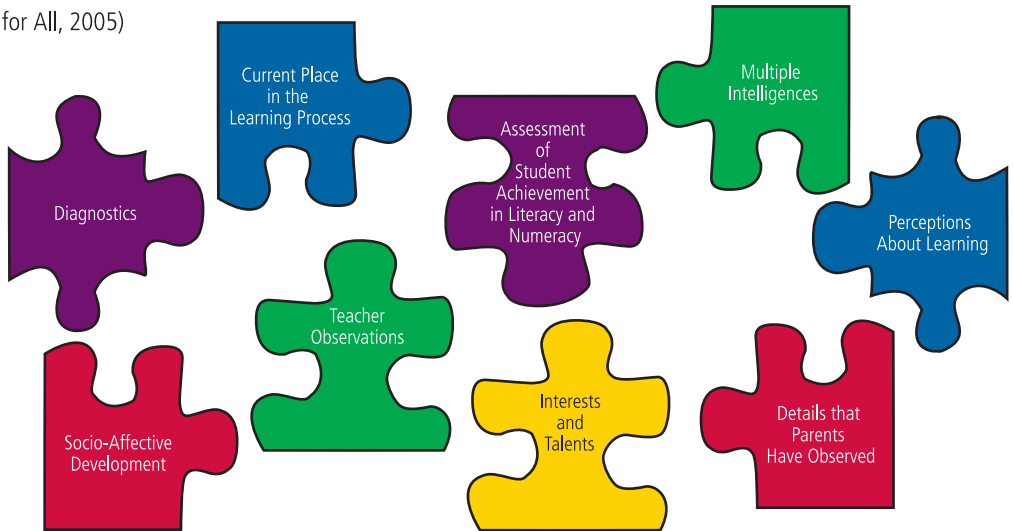 for All, 2005)
Current Place
in the
Learning Process
Multiple
Intelligences
Assessment
of
Student
Achievement
in Literacy and
Numeracy
Diagnostics
Perceptions
About Learning
Teacher
Observations
Interests
and
Talents
Details that
Parents
Have Observed
Socio-Affective
Development